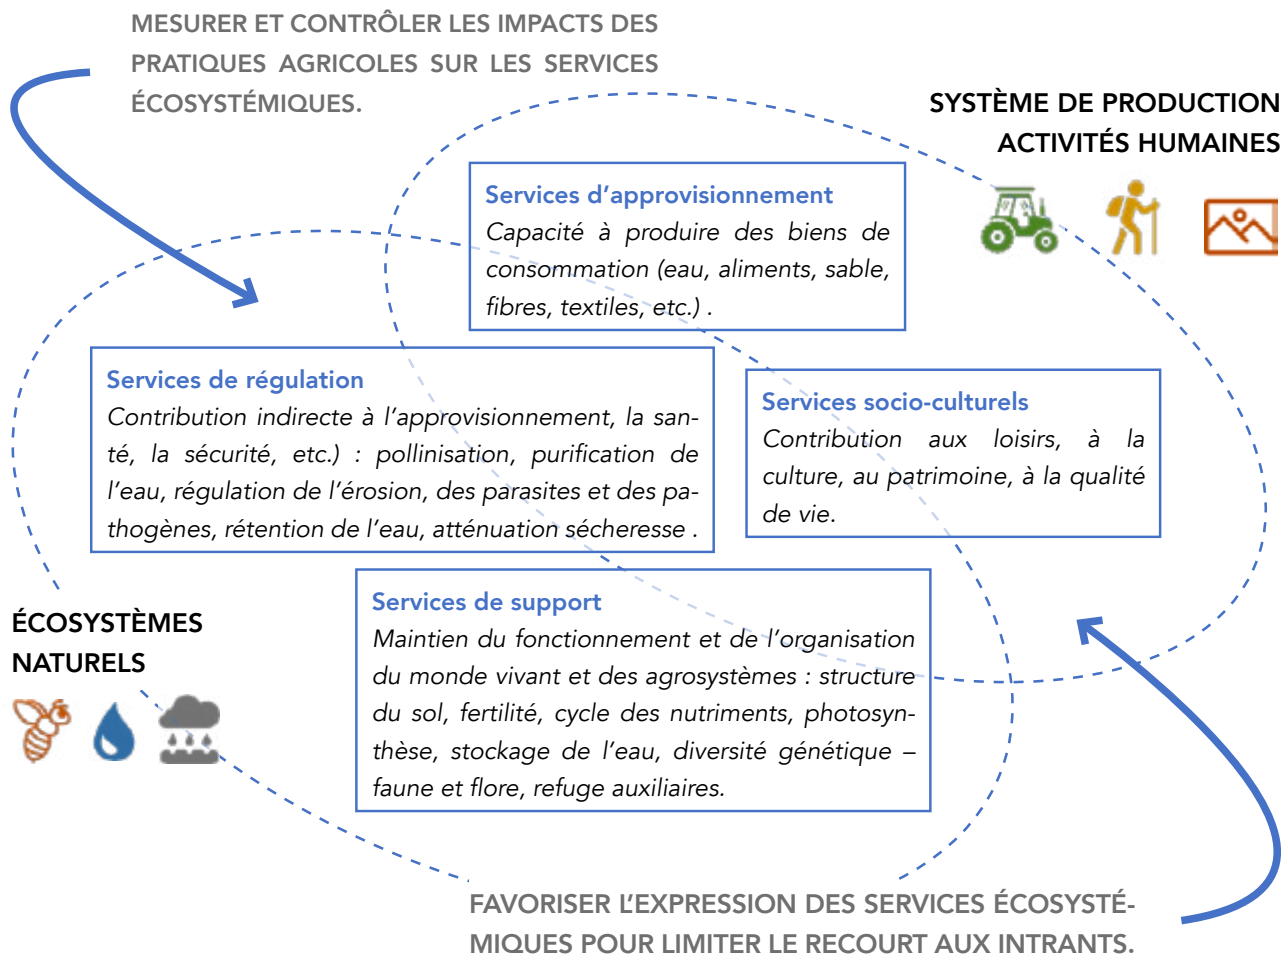 MESURER ET CONTRÔLER LES IMPACTS DES
PRATIQUES AGRICOLES SUR LES SERVICES
ÉCOSYSTÉMIQUES.
SYSTÈME DE PRODUCTION
ACTIVITÉS HUMAINES
Services d’approvisionnement
Capacité à produire des biens de
consommation (eau, aliments, sable,
fibres, textiles, etc.) .
Services de régulation
Contribution indirecte à l’approvisionnement, la san-
té, la sécurité, etc.) : pollinisation, purification de
l’eau, régulation de l’érosion, des parasites et des pa-
thogènes, rétention de l’eau, atténuation sécheresse .
Services socio-culturels
Contribution aux loisirs, à la
culture, au patrimoine, à la qualité
de vie.
Services de support
Maintien du fonctionnement et de l’organisation
du monde vivant et des agrosystèmes : structure
du sol, fertilité, cycle des nutriments, photosyn-
thèse, stockage de l’eau, diversité génétique –
faune et flore, refuge auxiliaires.
ÉCOSYSTÈMES
NATURELS
FAVORISER L’EXPRESSION DES SERVICES ÉCOSYSTÉ-
MIQUES POUR LIMITER LE RECOURT AUX INTRANTS.